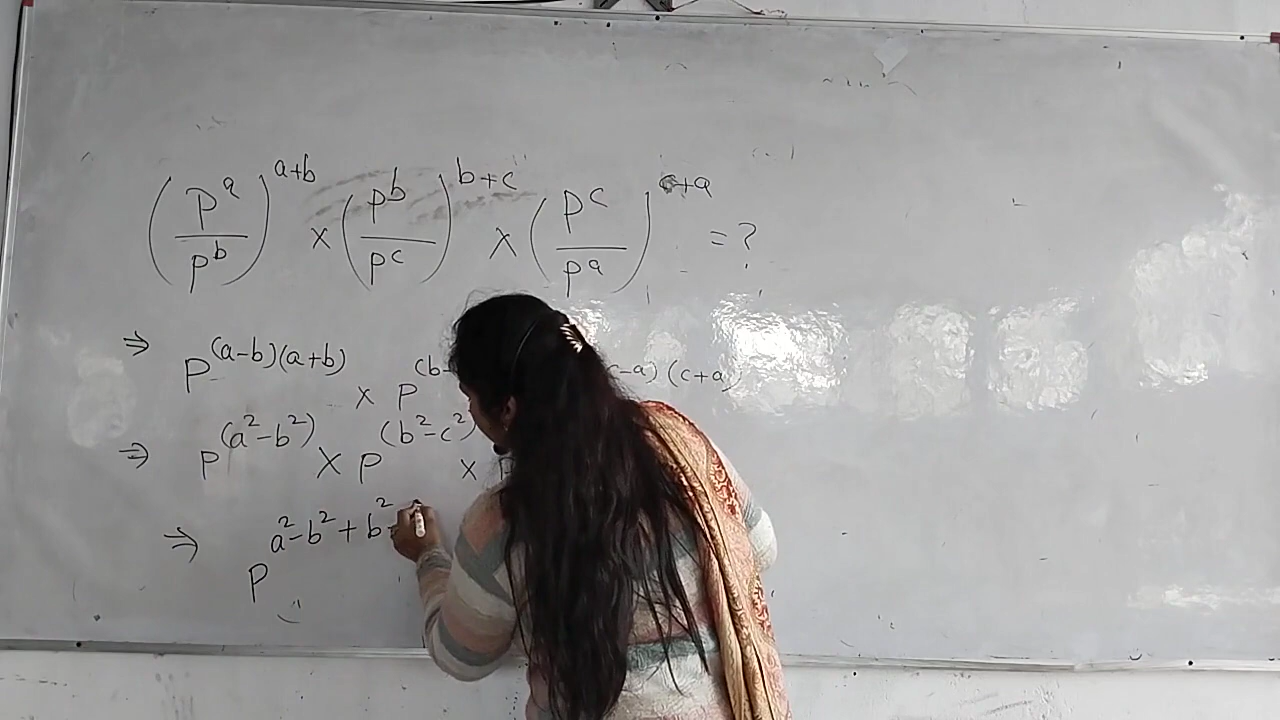 (p^a/p^b)^(a+b) × (p^b/p^c)^(b+c) × (p^c/p^a)^(c+a) = ?
⇒ p^(a-b)(a+b) × p^(b- c-a)(c+a)
⇒ p^(a²-b²) × p^(b²-c²) × p
⇒ p^a²-b²+b²-